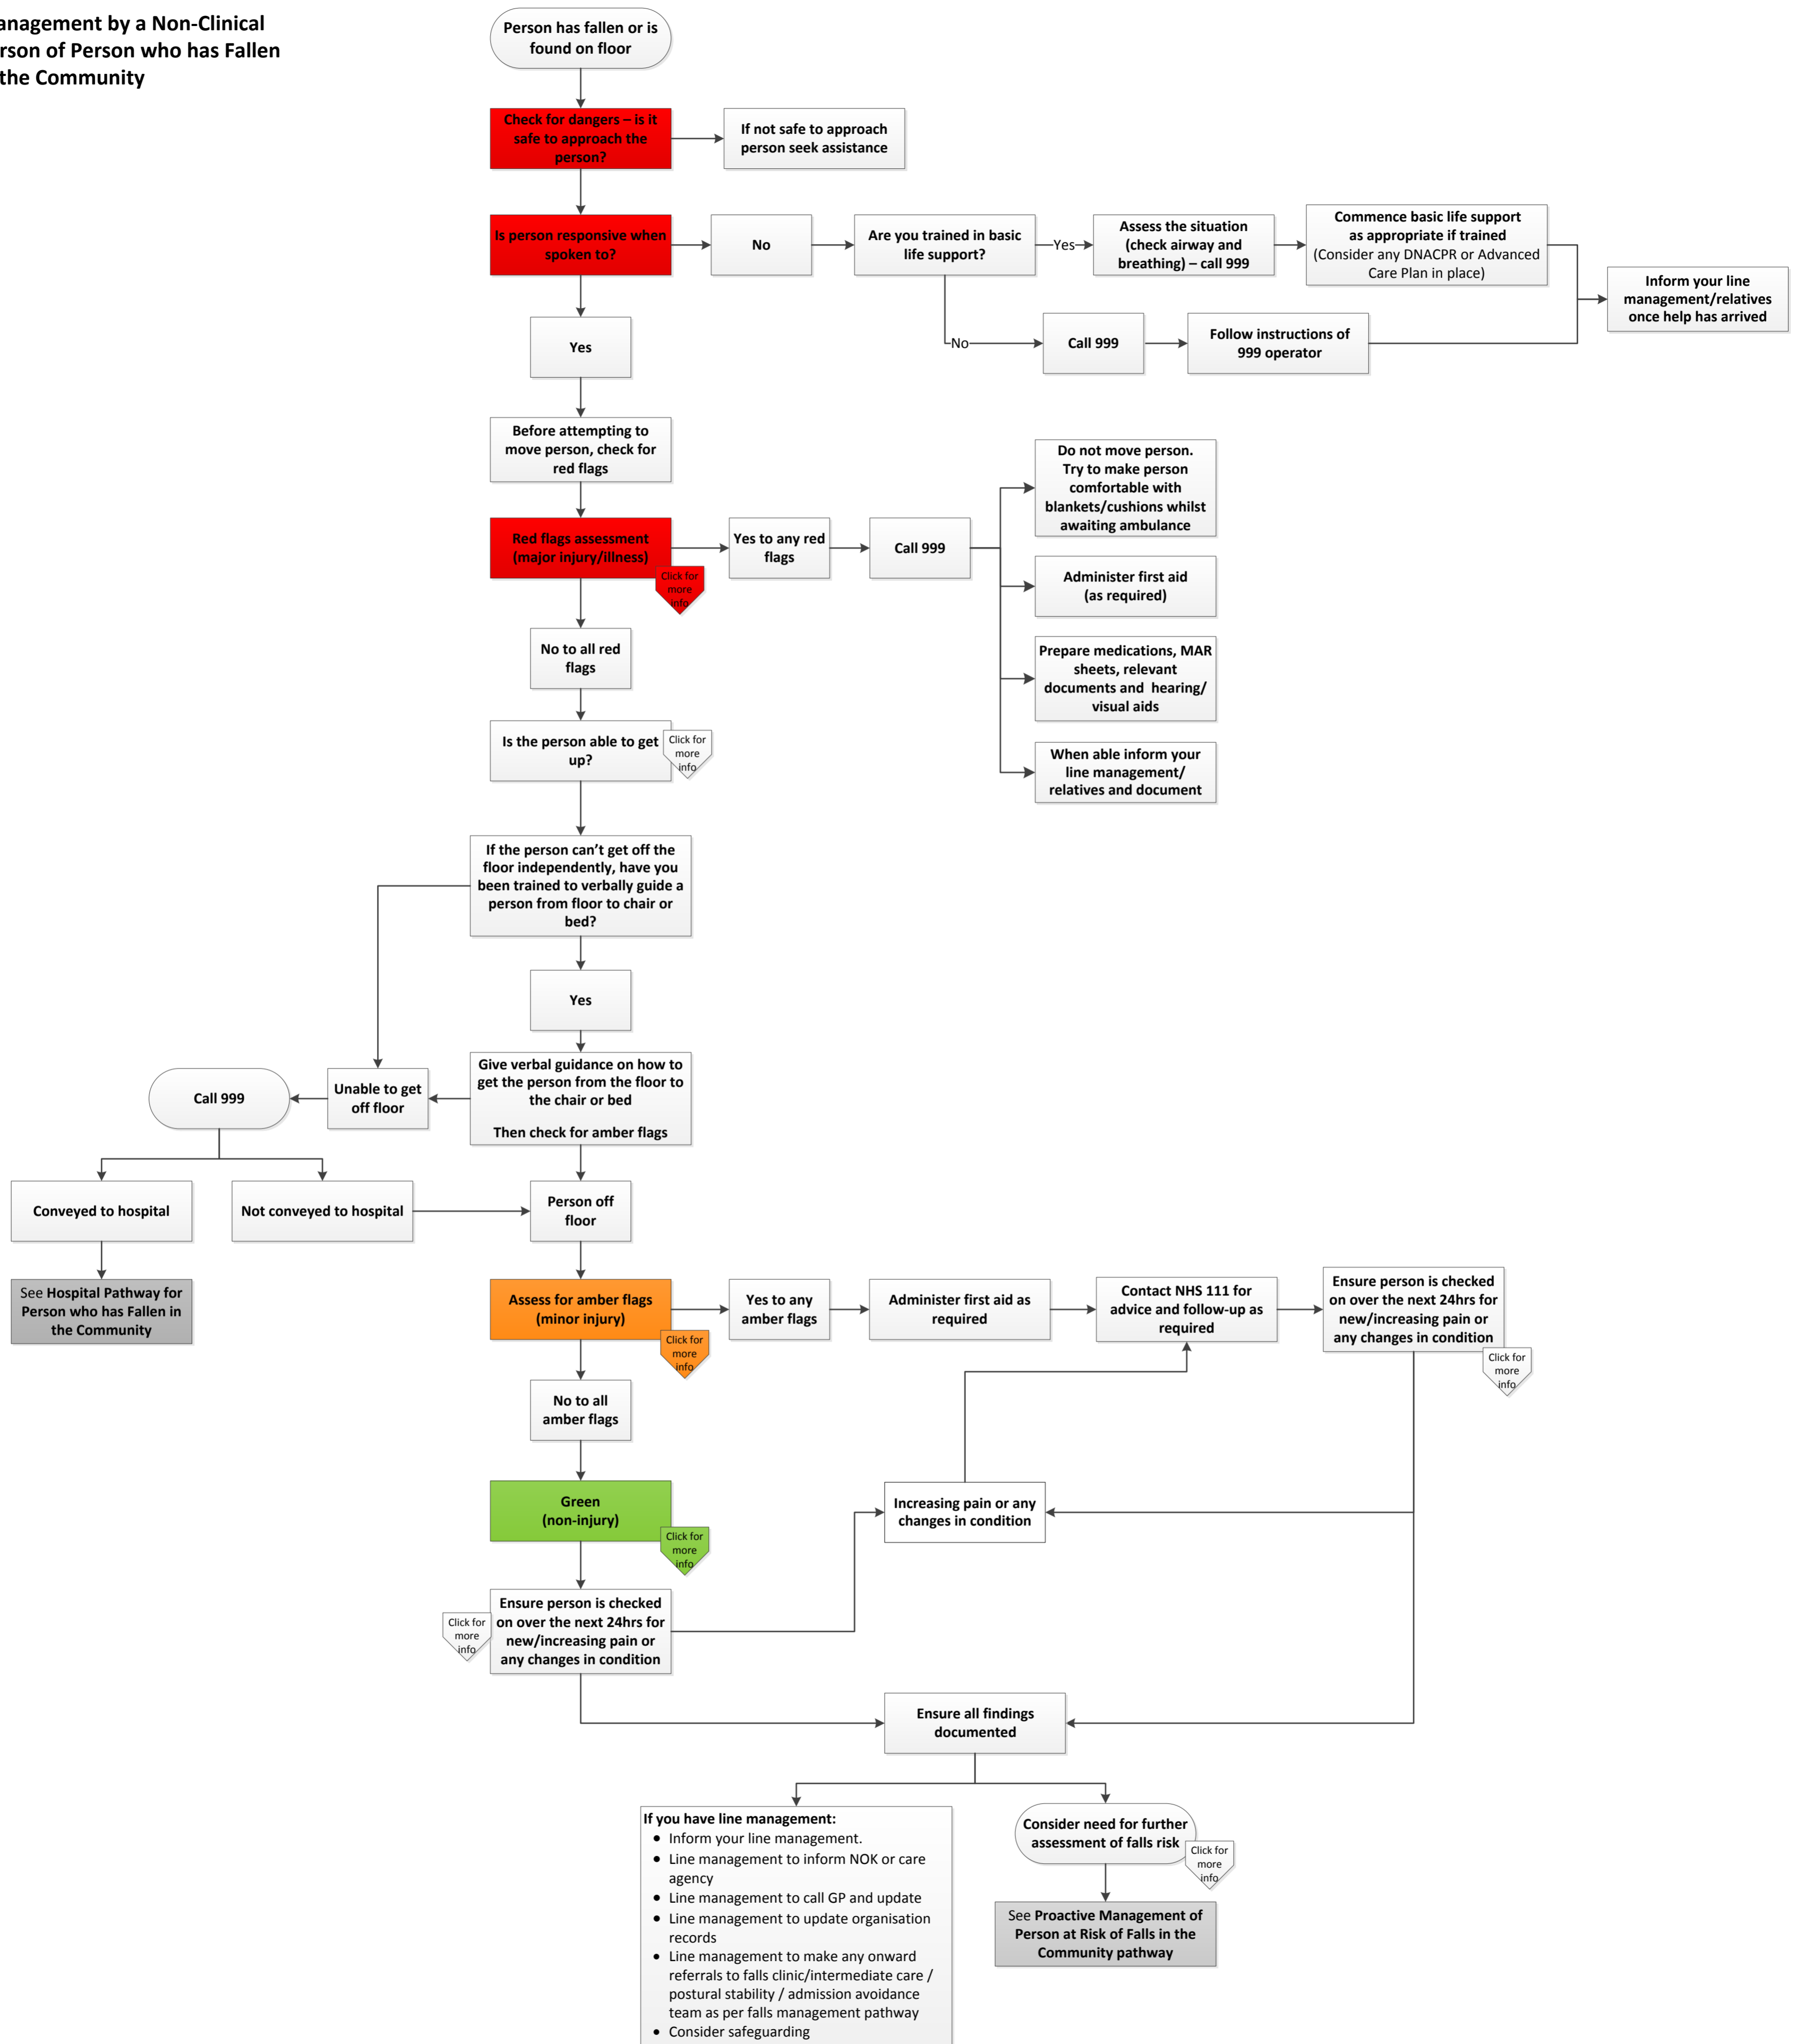 anagement by a Non-Clinical
rson of Person who has Fallen
the Community
Person has fallen or is
found on floor
Check for dangers – is it
safe to approach the
person?
If not safe to approach
person seek assistance
Is person responsive when
spoken to?
No
Are you trained in basic
life support?
Yes
Assess the situation
(check airway and
breathing) – call 999
Commence basic life support
as appropriate if trained
(Consider any DNACPR or Advanced
Care Plan in place)
Inform your line
management/relatives
once help has arrived
No
Call 999
Follow instructions of
999 operator
Yes
Before attempting to
move person, check for
red flags
Red flags assessment
(major injury/illness)
Click for
more
info
Yes to any red
flags
Call 999
Do not move person.
Try to make person
comfortable with
blankets/cushions whilst
awaiting ambulance
Administer first aid
(as required)
Prepare medications, MAR
sheets, relevant
documents and hearing/
visual aids
When able inform your
line management/
relatives and document
No to all red
flags
Is the person able to get
up?
Click for
more
info
If the person can't get off the
floor independently, have you
been trained to verbally guide a
person from floor to chair or
bed?
Yes
Give verbal guidance on how to
get the person from the floor to
the chair or bed
Then check for amber flags
Unable to get
off floor
Call 999
Conveyed to hospital
Not conveyed to hospital
Person off
floor
See Hospital Pathway for
Person who has Fallen in
the Community
Assess for amber flags
(minor injury)
Click for
more
info
Yes to any
amber flags
Administer first aid as
required
Contact NHS 111 for
advice and follow-up as
required
Ensure person is checked
on over the next 24hrs for
new/increasing pain or
any changes in condition
Click for
more
info
No to all
amber flags
Green
(non-injury)
Click for
more
info
Increasing pain or any
changes in condition
Ensure person is checked
on over the next 24hrs for
new/increasing pain or
any changes in condition
Click for
more
info
Ensure all findings
documented
If you have line management:
• Inform your line management.
• Line management to inform NOK or care
agency
• Line management to call GP and update
• Line management to update organisation
records
• Line management to make any onward
referrals to falls clinic/intermediate care /
postural stability / admission avoidance
team as per falls management pathway
• Consider safeguarding
Consider need for further
assessment of falls risk
Click for
more
info
See Proactive Management of
Person at Risk of Falls in the
Community pathway